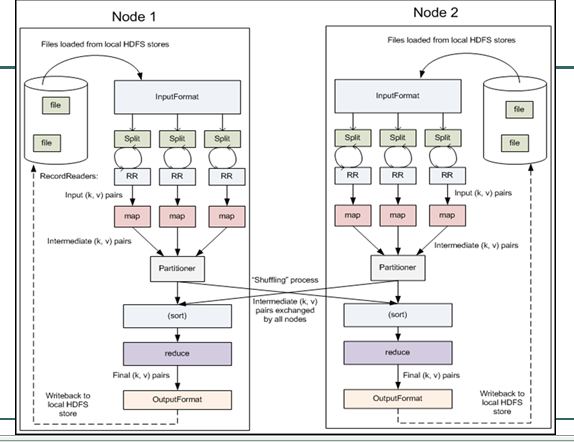 Node 1
Files loaded from local HDFS stores
InputFormat
file
file
Split
Split
Split
RecordReaders:
RR
RR
RR
Input (k, v) pairs
map
map
map
Intermediate (k, v) pairs
Partitioner
(sort)
reduce
Final (k, v) pairs
OutputFormat
Writeback to
local HDFS
store
"Shuffling" process
Intermediate (k, v)
pairs exchanged
by all nodes
Node 2
Files loaded from local HDFS stores
InputFormat
file
file
Split
Split
Split
RR
RR
RR
Input (k, v) pairs
map
map
map
Intermediate (k, v) pairs
Partitioner
(sort)
reduce
Final (k, v) pairs
OutputFormat
Writeback to
local HDFS
store